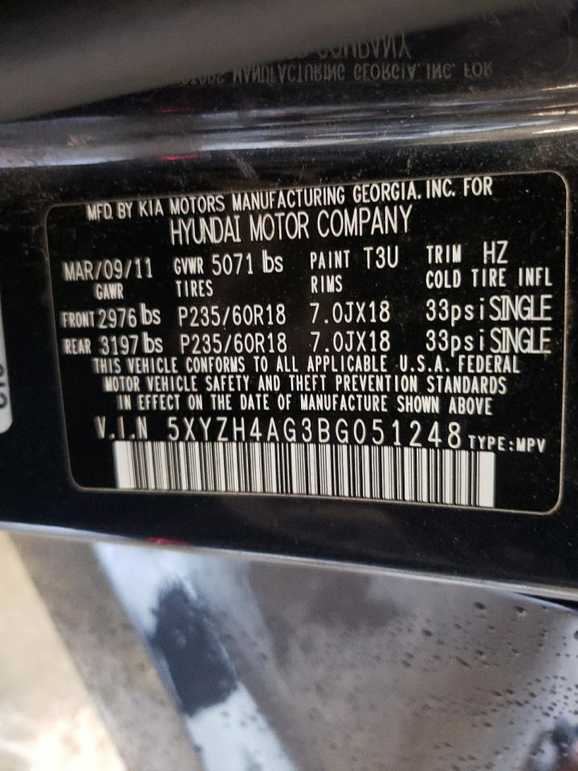 MFD BY KIA MOTORS MANUFACTURING GEORGIA. INC. FOR
HYUNDAI MOTOR COMPANY
MAR/09/11 GVWR 5071 lbs PAINT T3U TRIM HZ
GAWR TIRES RIMS COLD TIRE INFL
FRONT 2976 lbs P235/60R18 7.0JX18 33psi SINGLE
REAR 3197 lbs P235/60R18 7.0JX18 33psi SINGLE
THIS VEHICLE CONFORMS TO ALL APPLICABLE U.S.A. FEDERAL
MOTOR VEHICLE SAFETY AND THEFT PREVENTION STANDARDS
IN EFFECT ON THE DATE OF MANUFACTURE SHOWN ABOVE
V.I.N 5XYZH4AG3BG051248 TYPE:MPV